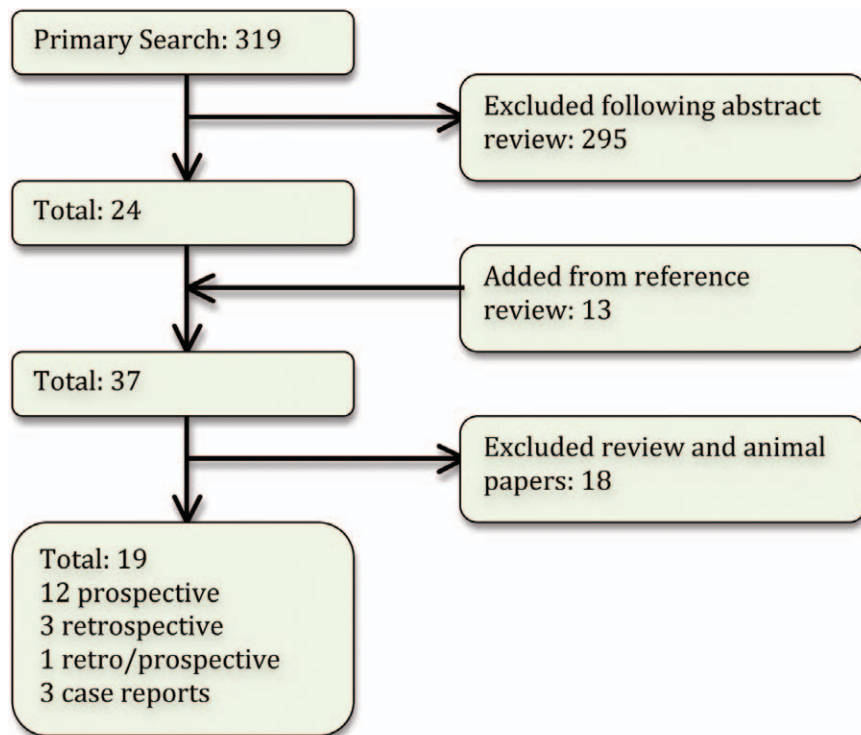 Primary Search: 319
Excluded following abstract
review: 295
Total: 24
Added from reference
review: 13
Total: 37
Excluded review and animal
papers: 18
Total: 19
12 prospective
3 retrospective
1 retro/prospective
3 case reports